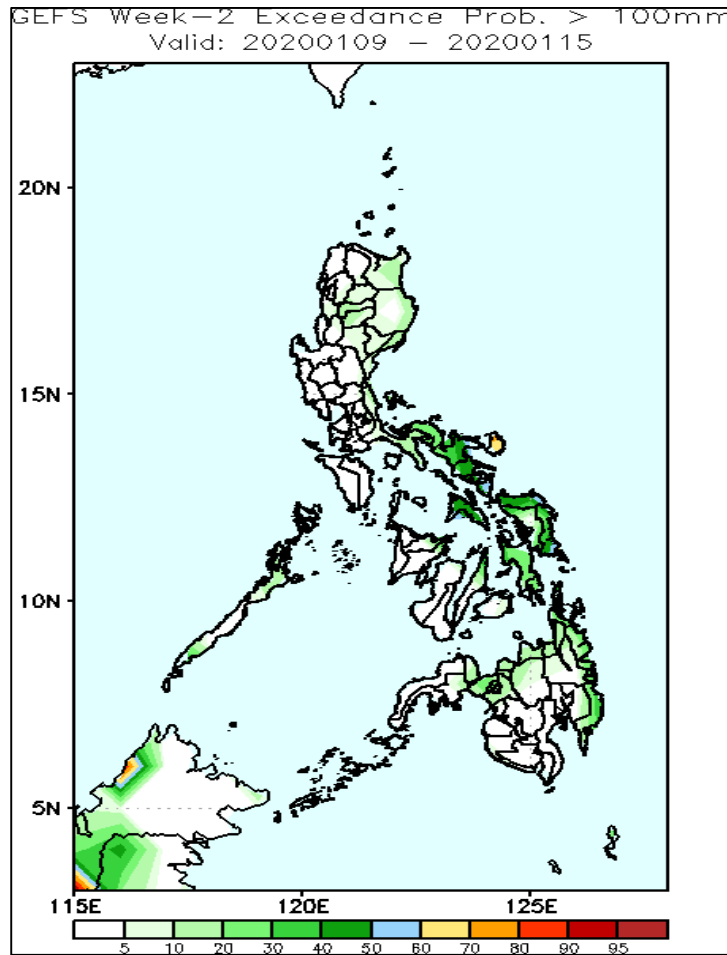 GEFS Week-2 Exceedance Prob. > 100mm
Valid: 20200109 - 20200115
20N
15N
10N
5N
115E 120E 125E
5 10 20 30 40 50 60 70 80 90 95